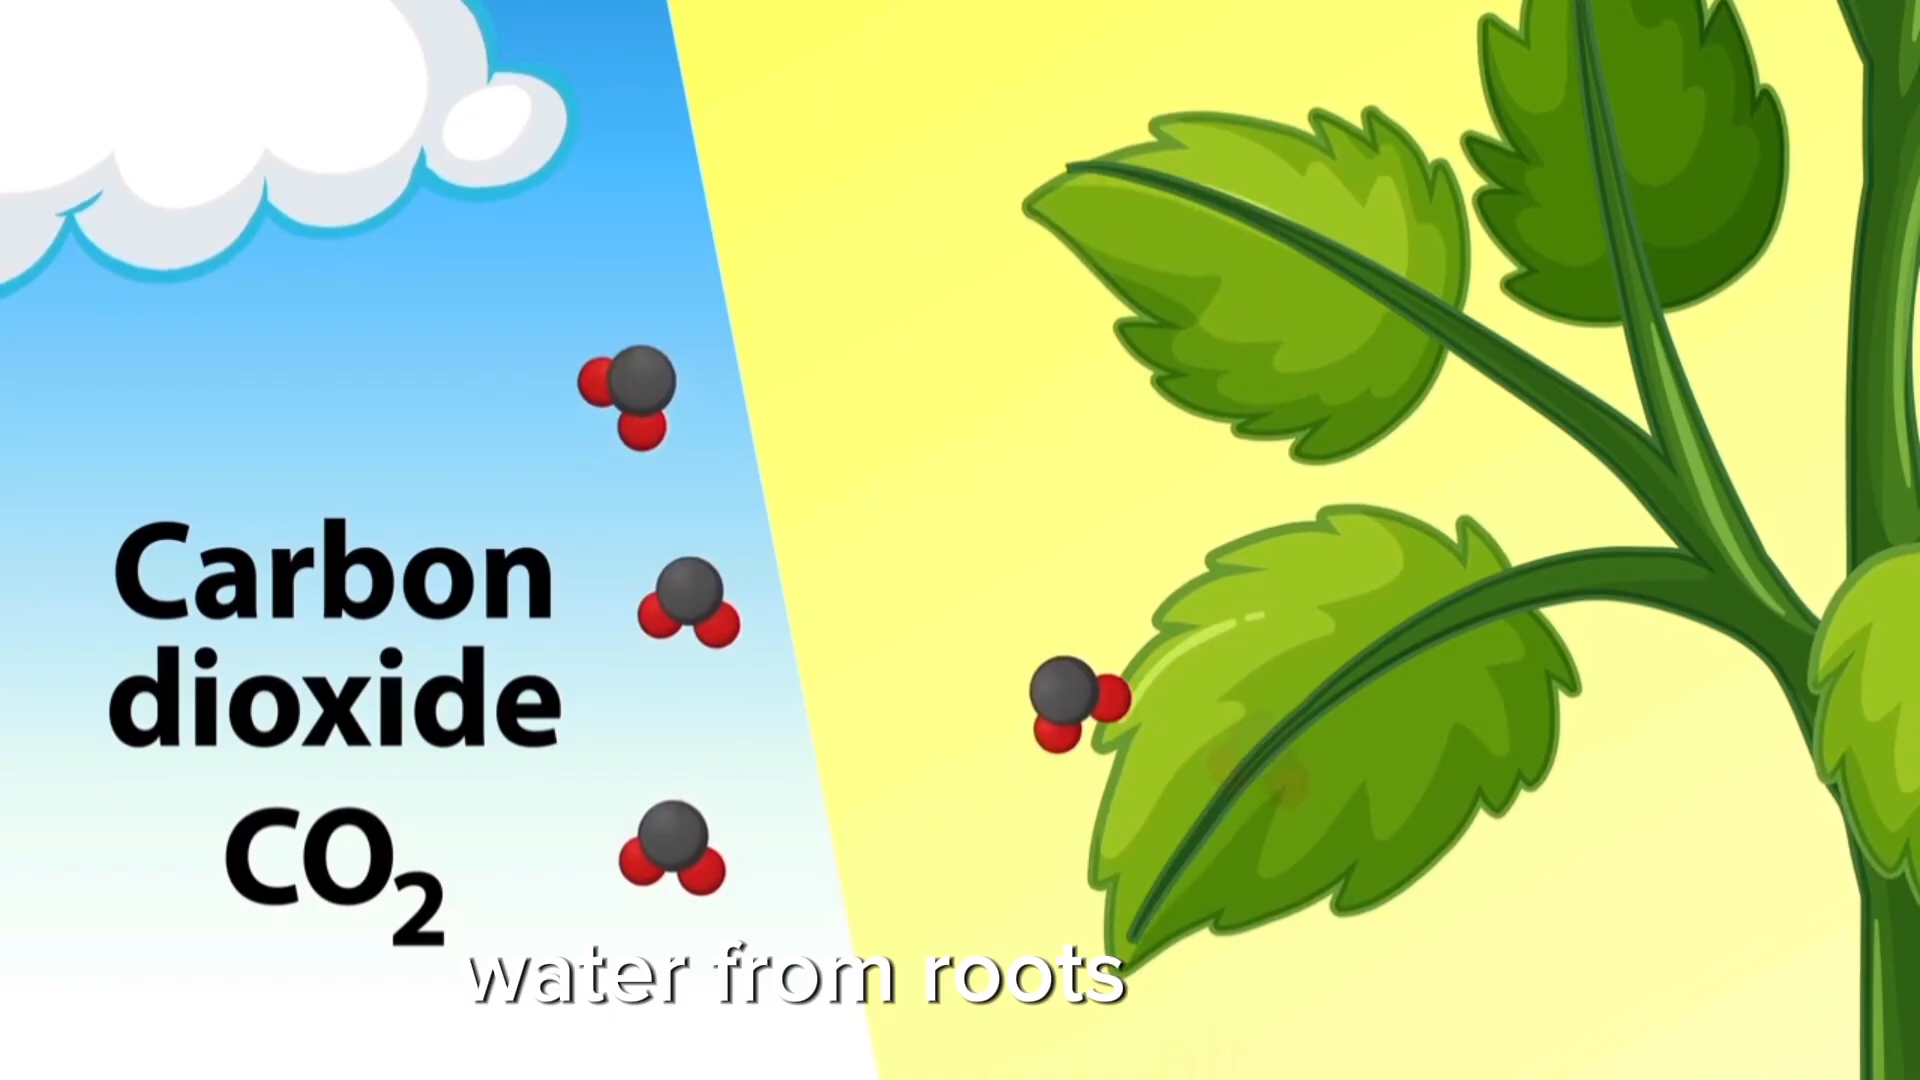 Carbon
dioxide
CO₂
water from roots